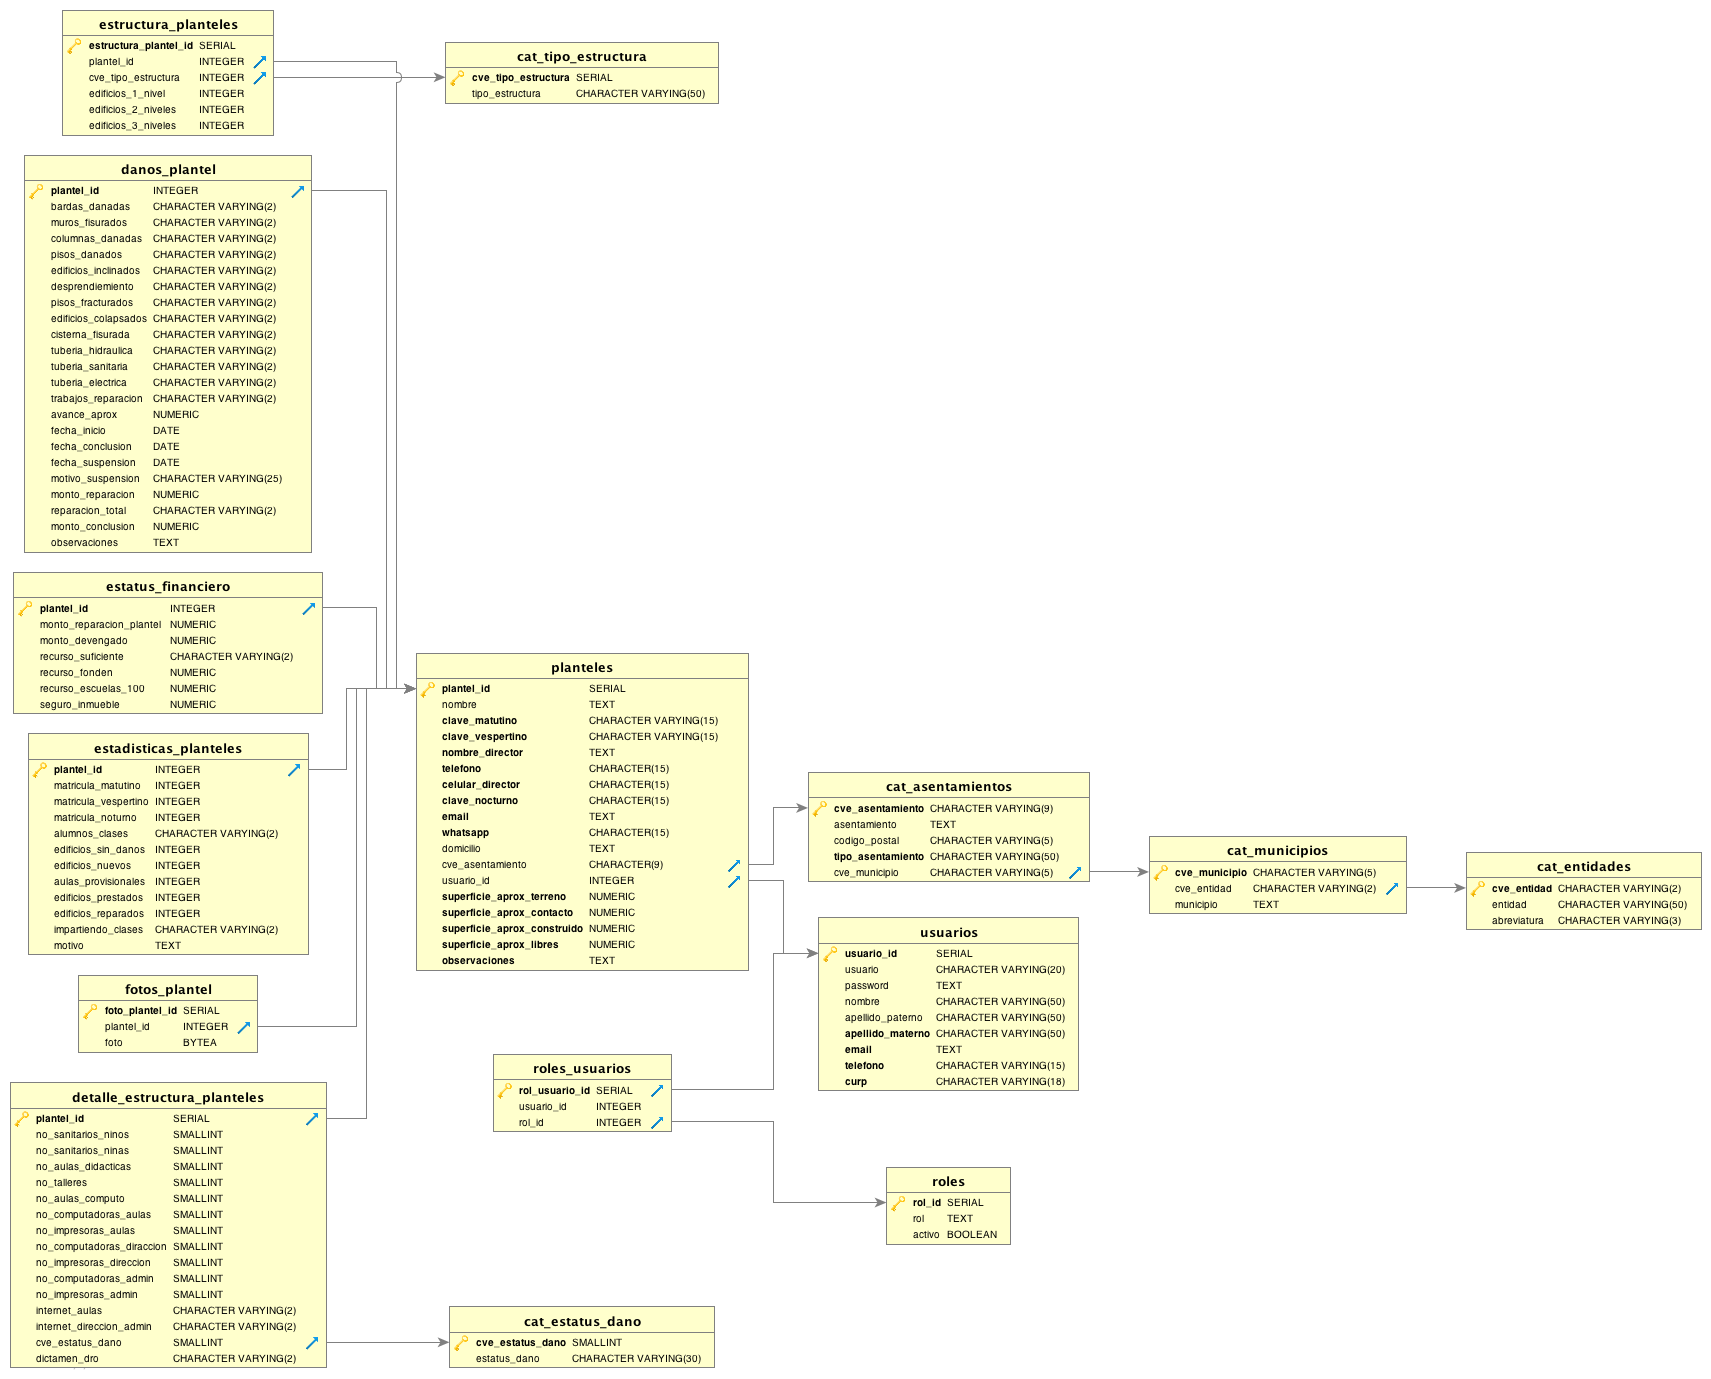 estructura_planteles
estructura_plantel_id SERIAL
plantel_id INTEGER
cve_tipo_estructura INTEGER
edificios_1_nivel INTEGER
edificios_2_niveles INTEGER
edificios_3_niveles INTEGER
cat_tipo_estructura
cve_tipo_estructura SERIAL
tipo_estructura CHARACTER VARYING(50)
danos_plantel
plantel_id INTEGER
bardas_danadas CHARACTER VARYING(2)
muros_fisurados CHARACTER VARYING(2)
columnas_danadas CHARACTER VARYING(2)
pisos_danados CHARACTER VARYING(2)
edificios_inclinados CHARACTER VARYING(2)
desprendiemiento CHARACTER VARYING(2)
pisos_fracturados CHARACTER VARYING(2)
edificios_colapsados CHARACTER VARYING(2)
cisterna_fisurada CHARACTER VARYING(2)
tuberia_hidraulica CHARACTER VARYING(2)
tuberia_sanitaria CHARACTER VARYING(2)
tuberia_electrica CHARACTER VARYING(2)
trabajos_reparacion CHARACTER VARYING(2)
avance_aprox NUMERIC
fecha_inicio DATE
fecha_conclusion DATE
fecha_suspension DATE
motivo_suspension CHARACTER VARYING(25)
monto_reparacion NUMERIC
reparacion_total CHARACTER VARYING(2)
monto_conclusion NUMERIC
observaciones TEXT
estatus_financiero
plantel_id INTEGER
monto_reparacion_plantel NUMERIC
monto_devengado NUMERIC
recurso_suficiente CHARACTER VARYING(2)
recurso_fonden NUMERIC
recurso_escuelas_100 NUMERIC
seguro_inmueble NUMERIC
estadisticas_planteles
plantel_id INTEGER
matricula_matutino INTEGER
matricula_vespertino INTEGER
matricula_noturno INTEGER
alumnos_clases CHARACTER VARYING(2)
edificios_sin_danos INTEGER
edificios_nuevos INTEGER
aulas_provisionales INTEGER
edificios_prestados INTEGER
edificios_reparados INTEGER
impartiendo_clases CHARACTER VARYING(2)
motivo TEXT
fotos_plantel
foto_plantel_id SERIAL
plantel_id INTEGER
foto BYTEA
detalle_estructura_planteles
plantel_id SERIAL
no_sanitarios_ninos SMALLINT
no_sanitarios_ninas SMALLINT
no_aulas_didacticas SMALLINT
no_talleres SMALLINT
no_aulas_computo SMALLINT
no_computadoras_aulas SMALLINT
no_impresoras_aulas SMALLINT
no_computadoras_diraccion SMALLINT
no_impresoras_direccion SMALLINT
no_computadoras_admin SMALLINT
no_impresoras_admin SMALLINT
internet_aulas CHARACTER VARYING(2)
internet_direccion_admin CHARACTER VARYING(2)
cve_estatus_dano SMALLINT
dictamen_dro CHARACTER VARYING(2)
planteles
plantel_id SERIAL
nombre TEXT
clave_matutino CHARACTER VARYING(15)
clave_vespertino CHARACTER VARYING(15)
nombre_director TEXT
telefono CHARACTER(15)
celular_director CHARACTER(15)
clave_nocturno CHARACTER(15)
email TEXT
whatsapp CHARACTER(15)
domicilio TEXT
cve_asentamiento CHARACTER(9)
usuario_id INTEGER
superficie_aprox_terreno NUMERIC
superficie_aprox_contacto NUMERIC
superficie_aprox_construido NUMERIC
superficie_aprox_libres NUMERIC
observaciones TEXT
cat_asentamientos
cve_asentamiento CHARACTER VARYING(9)
asentamiento TEXT
codigo_postal CHARACTER VARYING(5)
tipo_asentamiento CHARACTER VARYING(50)
cve_municipio CHARACTER VARYING(5)
cat_municipios
cve_municipio CHARACTER VARYING(5)
cve_entidad CHARACTER VARYING(2)
municipio TEXT
cat_entidades
cve_entidad CHARACTER VARYING(2)
entidad CHARACTER VARYING(50)
abreviatura CHARACTER VARYING(3)
usuarios
usuario_id SERIAL
usuario CHARACTER VARYING(20)
password TEXT
nombre CHARACTER VARYING(50)
apellido_paterno CHARACTER VARYING(50)
apellido_materno CHARACTER VARYING(50)
email TEXT
telefono CHARACTER VARYING(15)
curp CHARACTER VARYING(18)
roles_usuarios
rol_usuario_id SERIAL
usuario_id INTEGER
rol_id INTEGER
roles
rol_id SERIAL
rol TEXT
activo BOOLEAN
cat_estatus_dano
cve_estatus_dano SMALLINT
estatus_dano CHARACTER VARYING(30)